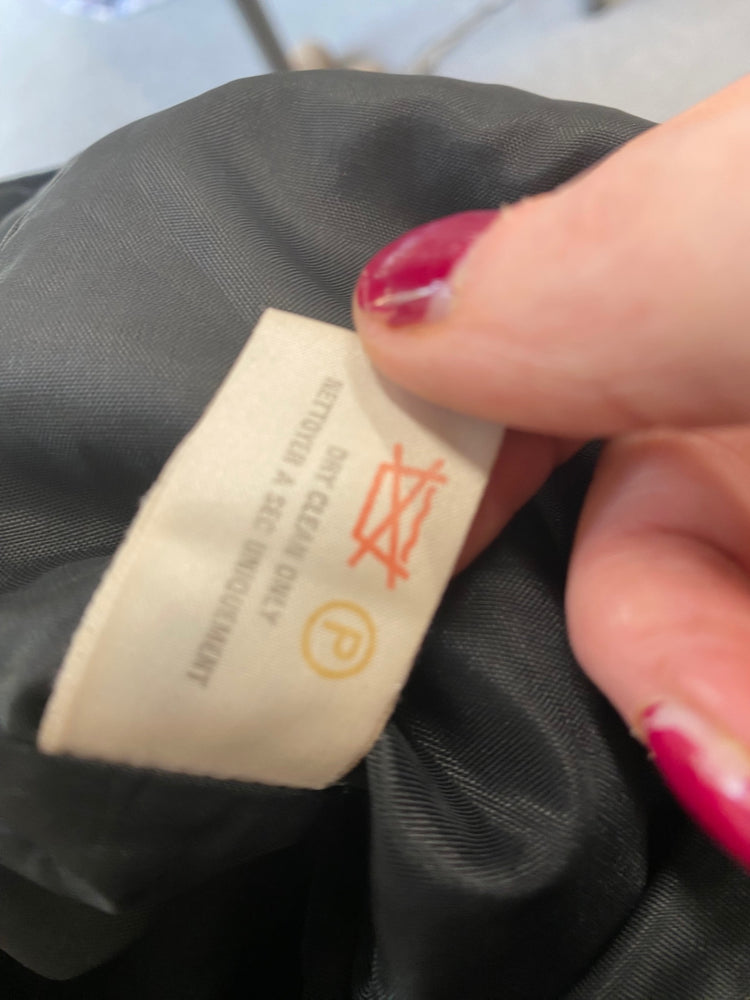 P
DRY CLEAN ONLY
NETTOYER A SEC UNIQUEMENT